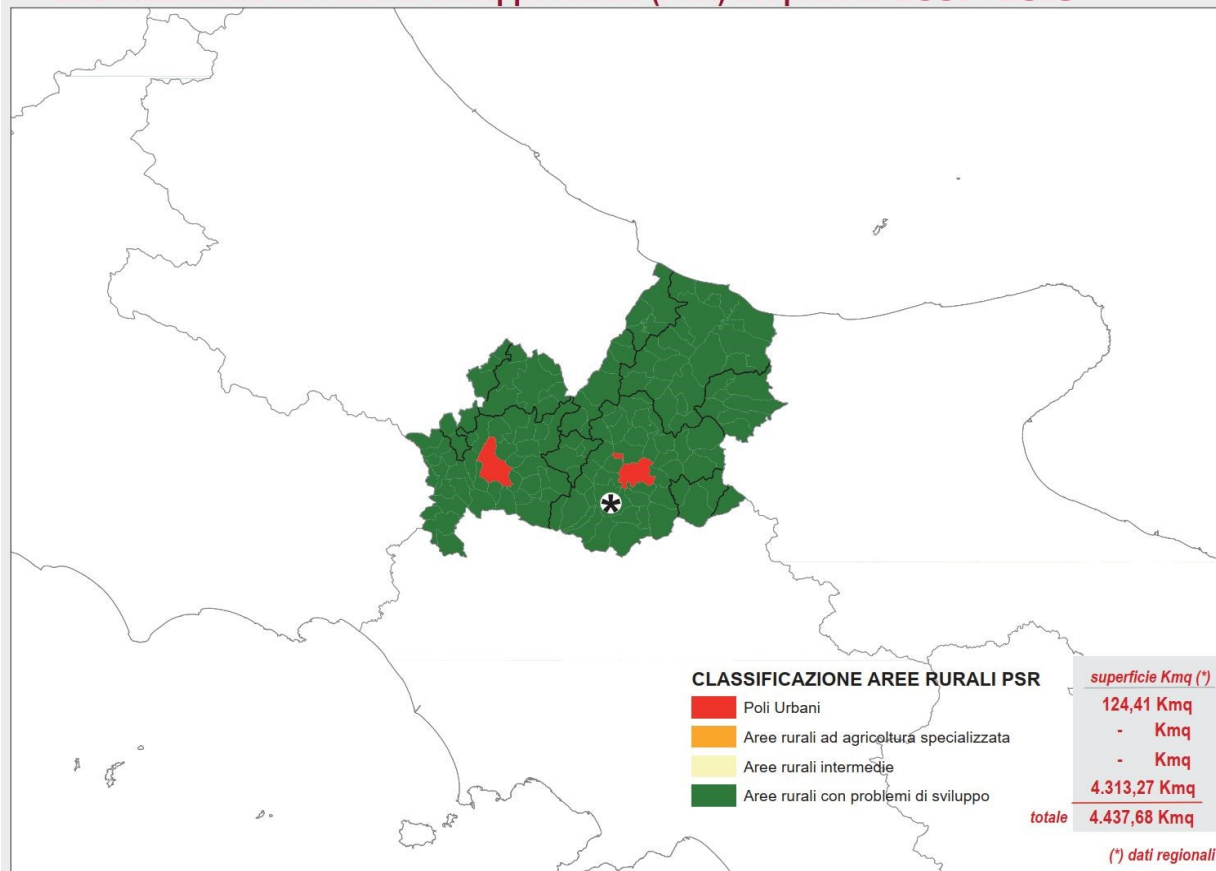 CLASSIFICAZIONE AREE RURALI PSR
superficie Kmq (*)
Poli Urbani
124,41 Kmq
Aree rurali ad agricoltura specializzata
- Kmq
Aree rurali intermedie
- Kmq
Aree rurali con problemi di sviluppo
4.313,27 Kmq
totale 4.437,68 Kmq
(*) dati regionali